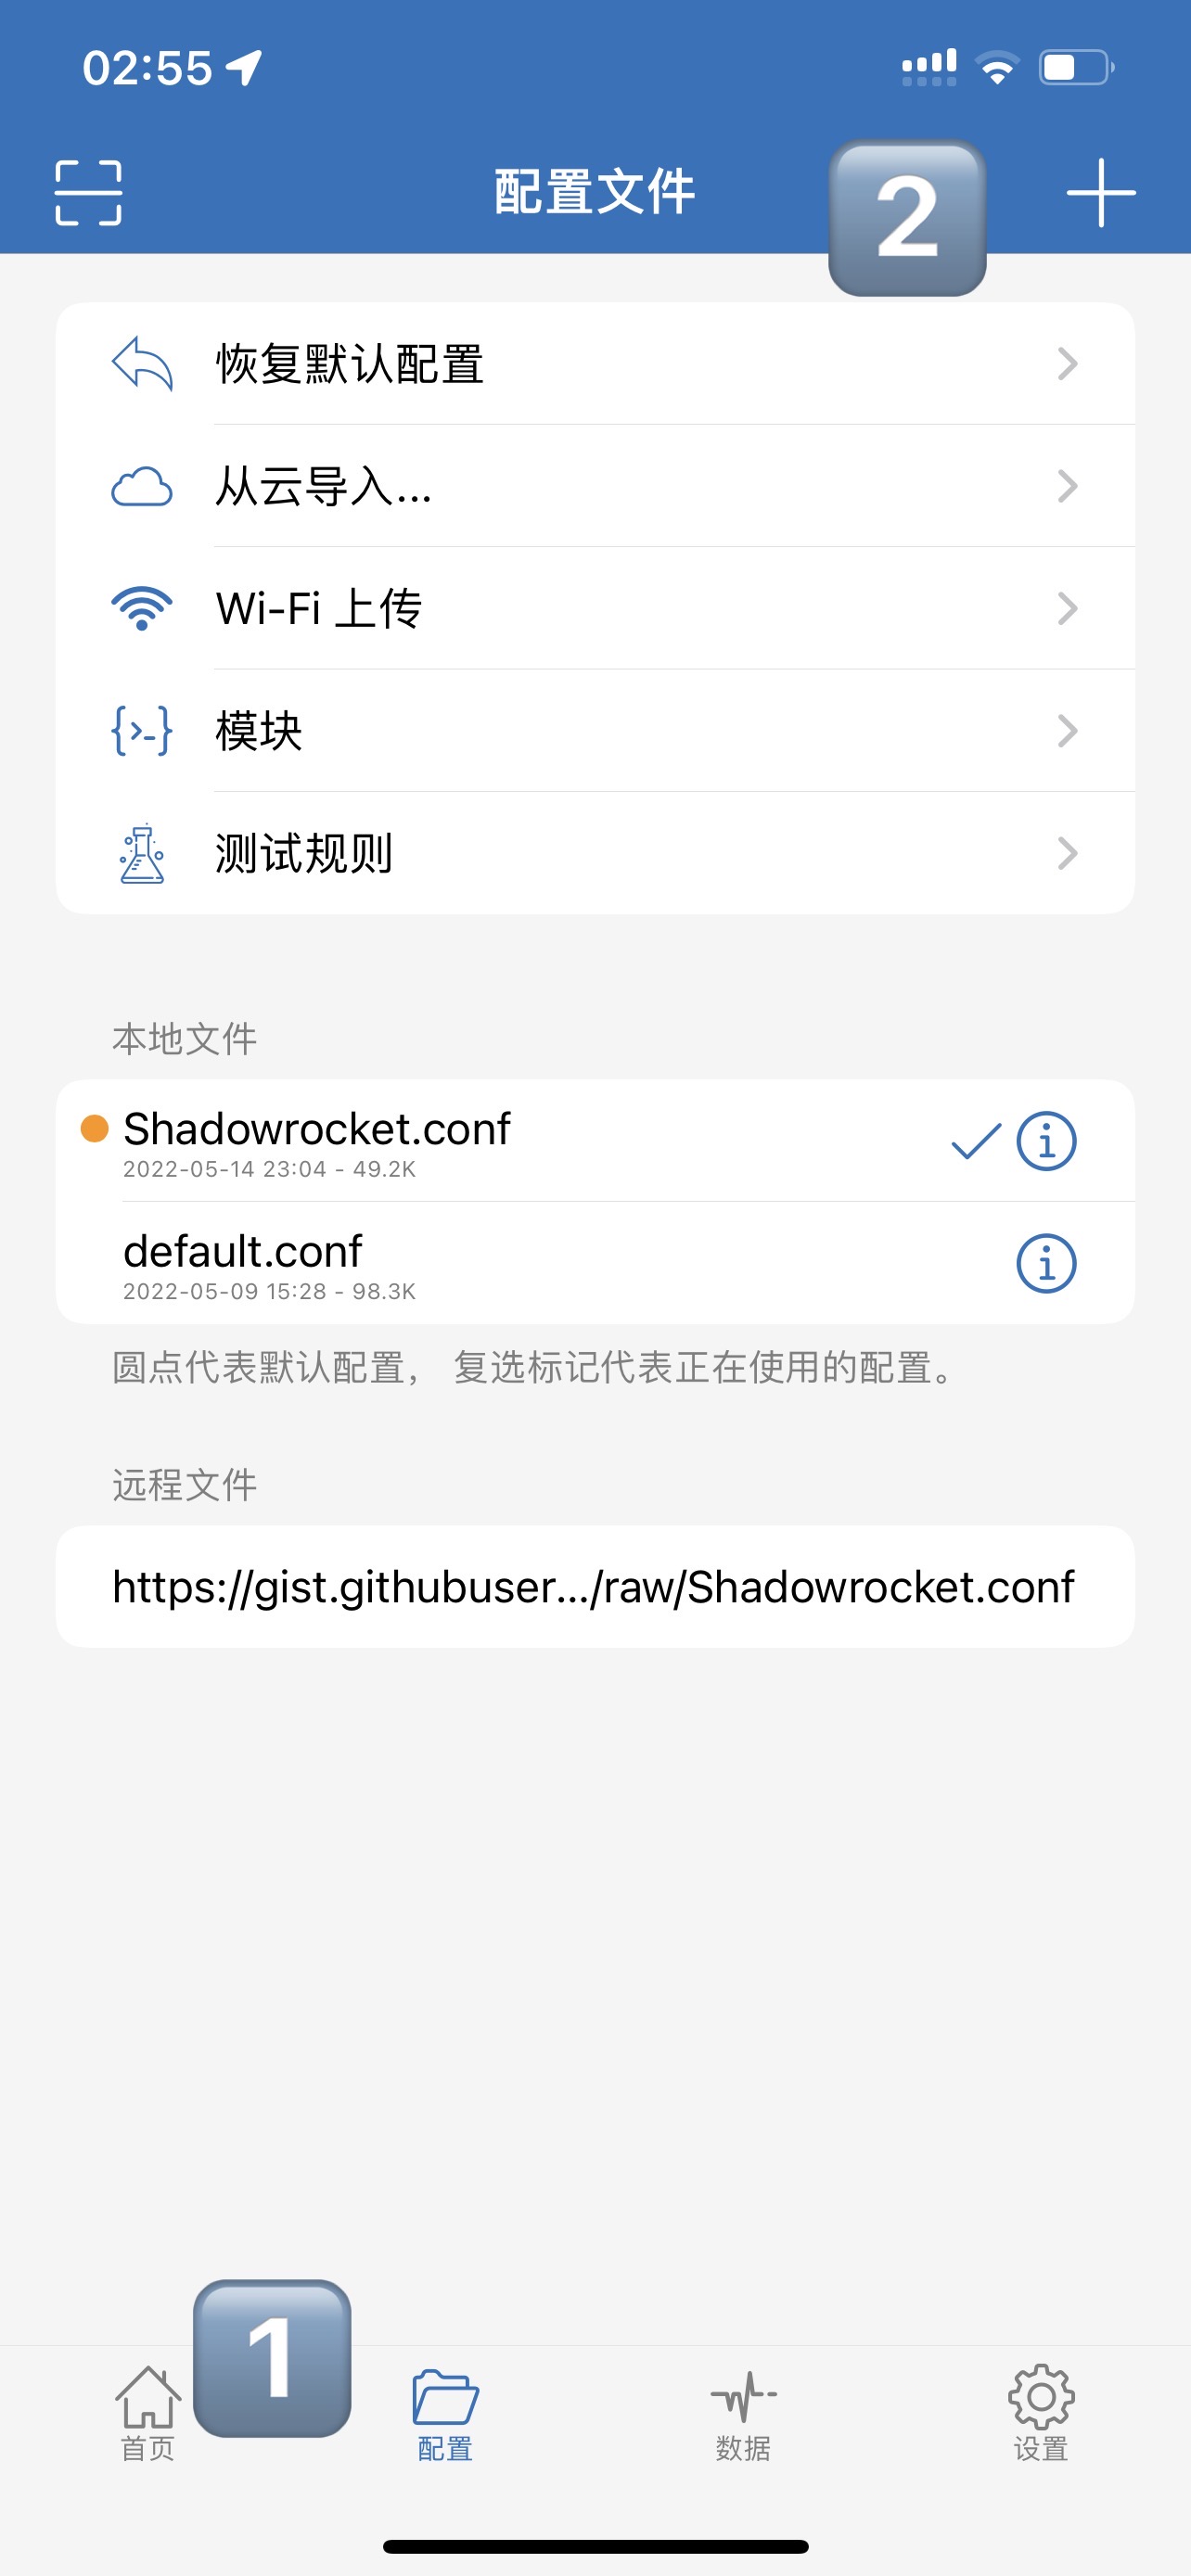 02:55
配置文件
2
恢复默认配置
从云导入...
Wi-Fi 上传
模块
测试规则
本地文件
Shadowrocket.conf
2022-05-14 23:04 - 49.2K
default.conf
2022-05-09 15:28 - 98.3K
圆点代表默认配置， 复选标记代表正在使用的配置。
远程文件
https://gist.githubuser.../raw/Shadowrocket.conf
1
首页
配置
数据
设置